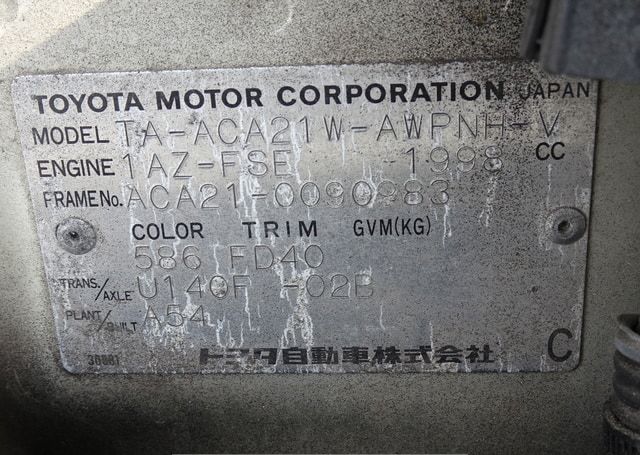 TOYOTA MOTOR CORPORATION JAPAN
MODEL TA-ACA21W-AWPNH-V
ENGINE 1AZ-FSE 1998 CC
FRAME No. ACA21-0090983
COLOR TRIM GVM(KG)
586 FD40
TRANS./AXLE U140F -02B
PLANT/BUILT A54
トヨタ自動車株式会社 C